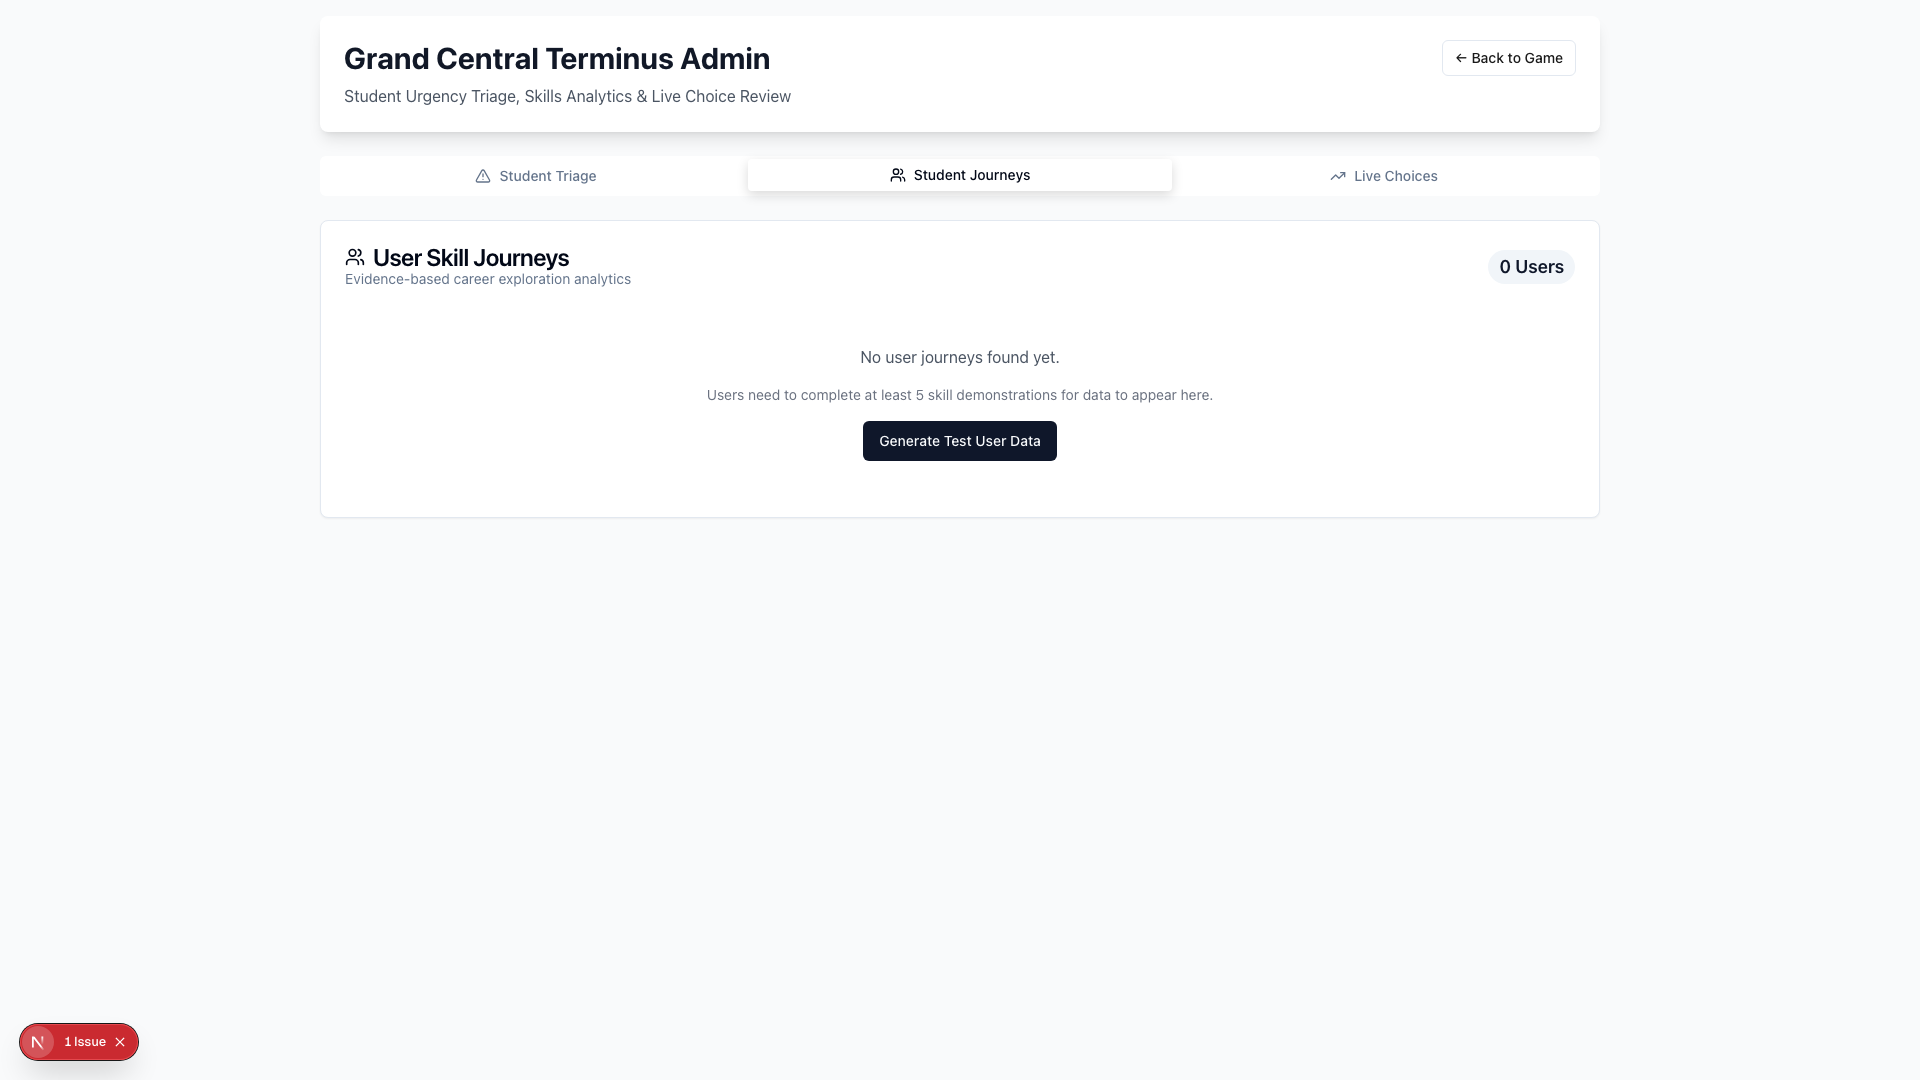 Grand Central Terminus Admin
← Back to Game
Student Urgency Triage, Skills Analytics & Live Choice Review
Student Triage
Student Journeys
Live Choices
User Skill Journeys
Evidence-based career exploration analytics
0 Users
No user journeys found yet.
Users need to complete at least 5 skill demonstrations for data to appear here.
Generate Test User Data
N 1 Issue